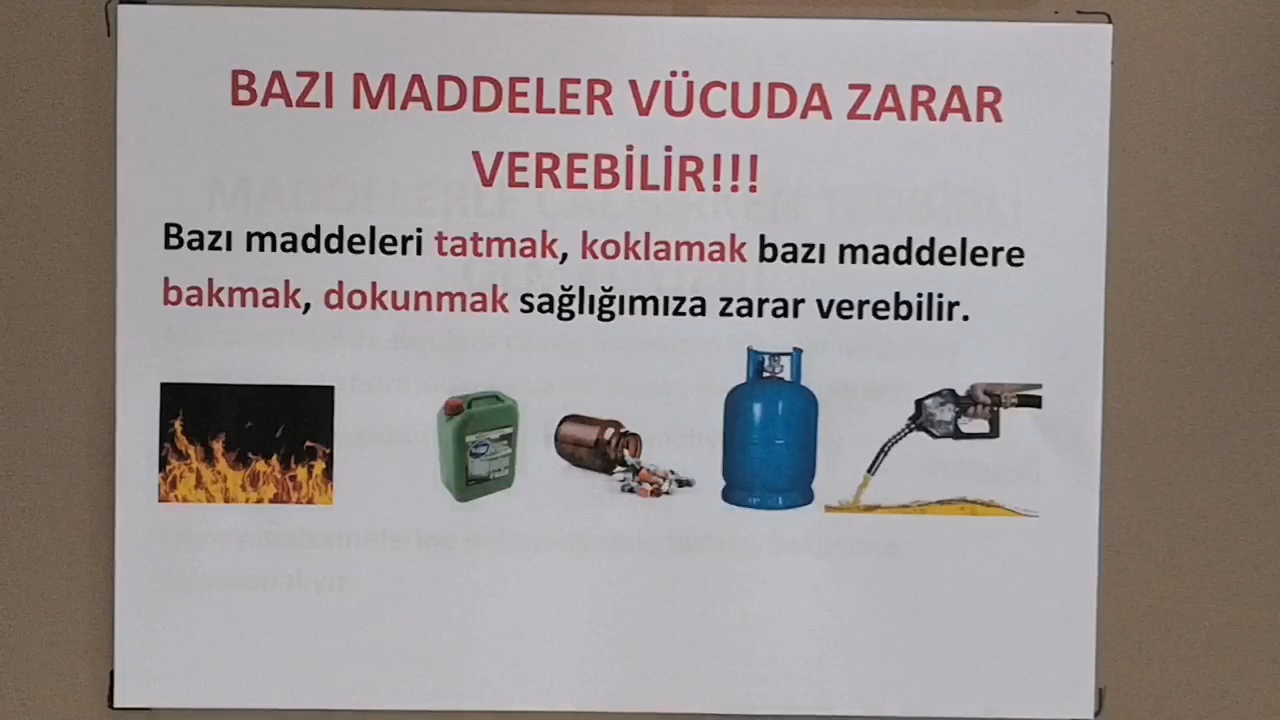 BAZI MADDELER VÜCUDA ZARAR
VEREBİLİR!!!
Bazı maddeleri tatmak, koklamak bazı maddelere
bakmak, dokunmak sağlığımıza zarar verebilir.